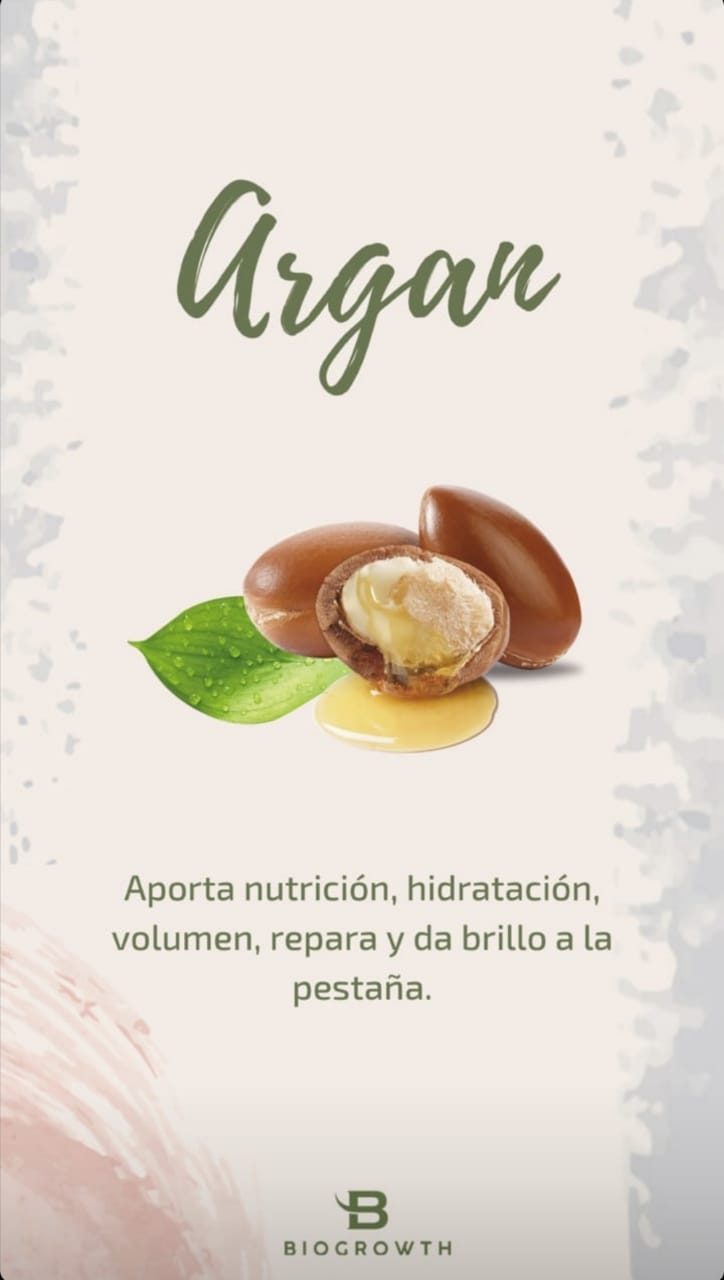 Argan
Aporta nutrición, hidratación,
volumen, repara y da brillo a la
pestaña.
B
BIOGROWTH